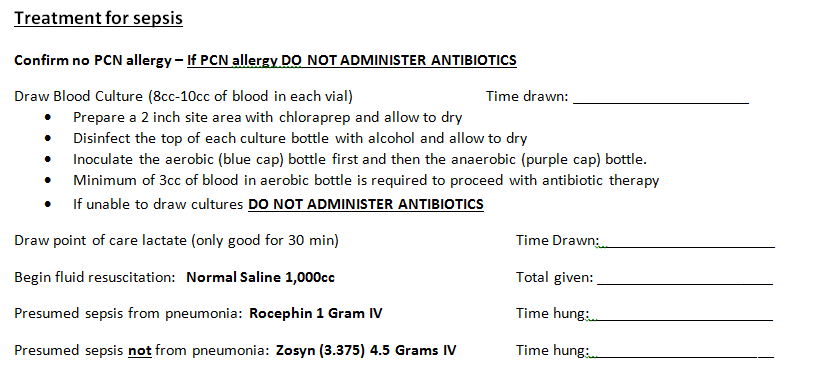 Treatment for sepsis
Confirm no PCN allergy – If PCN allergy DO NOT ADMINISTER ANTIBIOTICS
Draw Blood Culture (8cc-10cc of blood in each vial) Time drawn: ______________________
• Prepare a 2 inch site area with chloraprep and allow to dry
• Disinfect the top of each culture bottle with alcohol and allow to dry
• Inoculate the aerobic (blue cap) bottle first and then the anaerobic (purple cap) bottle.
• Minimum of 3cc of blood in aerobic bottle is required to proceed with antibiotic therapy
• If unable to draw cultures DO NOT ADMINISTER ANTIBIOTICS
Draw point of care lactate (only good for 30 min) Time Drawn:______________________
Begin fluid resuscitation: Normal Saline 1,000cc Total given: ______________________
Presumed sepsis from pneumonia: Rocephin 1 Gram IV Time hung:______________________
Presumed sepsis not from pneumonia: Zosyn (3.375) 4.5 Grams IV Time hung:______________________